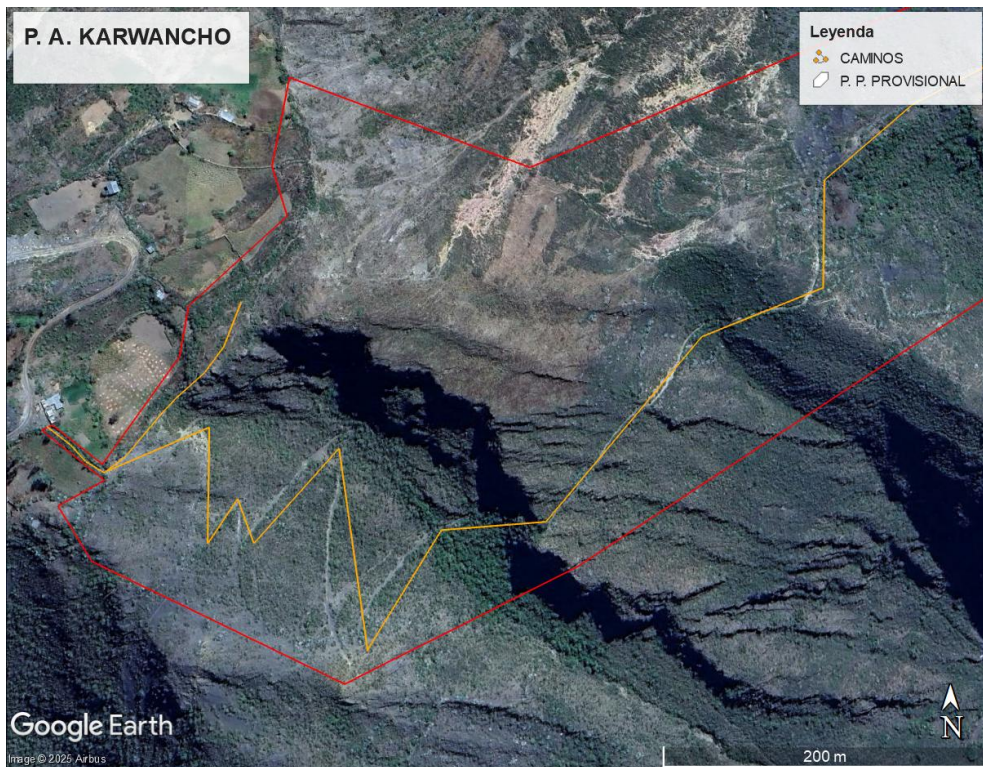 P. A. KARWANCHO
Leyenda
CAMINOS
P. P. PROVISIONAL
Google Earth
Image © 2025 Airbus
N
200 m